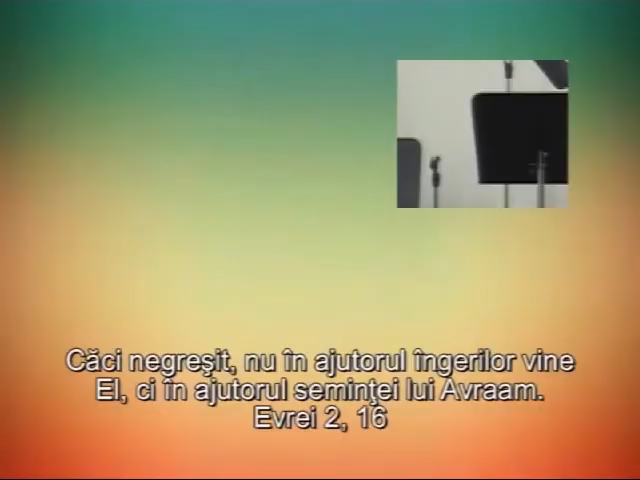 Căci negreşit, nu în ajutorul îngerilor vine
El, ci în ajutorul seminţei lui Avraam.
Evrei 2, 16